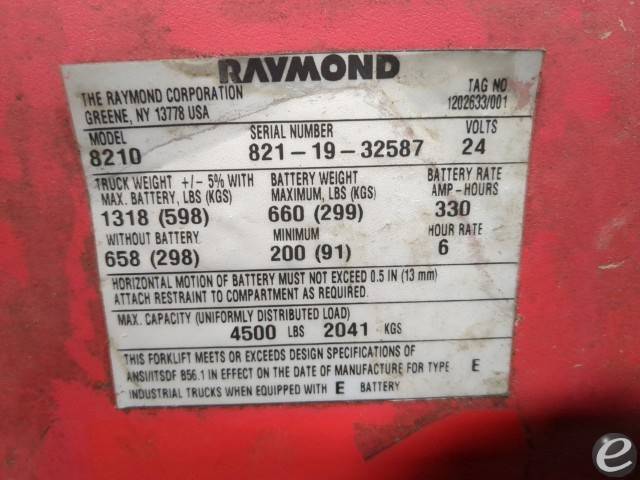 RAYMOND
THE RAYMOND CORPORATION
GREENE, NY 13778 USA
TAG NO
1202633/001
MODEL
8210
SERIAL NUMBER
821-19-32587
VOLTS
24
TRUCK WEIGHT +/- 5% WITH
MAX. BATTERY, LBS (KGS)
1318 (598)
BATTERY WEIGHT
MAXIMUM, LBS (KGS)
660 (299)
BATTERY RATE
AMP-HOURS
330
WITHOUT BATTERY
658 (298)
MINIMUM
200 (91)
HOUR RATE
6
HORIZONTAL MOTION OF BATTERY MUST NOT EXCEED 0.5 IN (13 mm)
ATTACH RESTRAINT TO COMPARTMENT AS REQUIRED.
MAX. CAPACITY (UNIFORMLY DISTRIBUTED LOAD)
4500 LBS 2041 KGS
THIS FORKLIFT MEETS OR EXCEEDS DESIGN SPECIFICATIONS OF
ANSI/ITSDF B56.1 IN EFFECT ON THE DATE OF MANUFACTURE FOR TYPE E
INDUSTRIAL TRUCKS WHEN EQUIPPED WITH E BATTERY
e